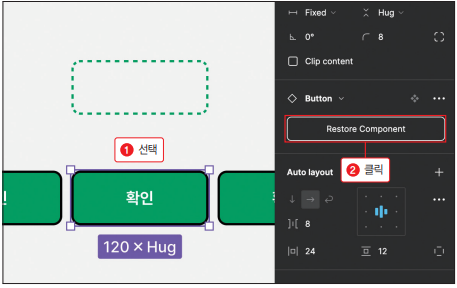 Fixed
Hug
0°
8
Clip content
Button
Restore Component
1 선택
2 클릭
확인
120 × Hug
Auto layout
8
24
12